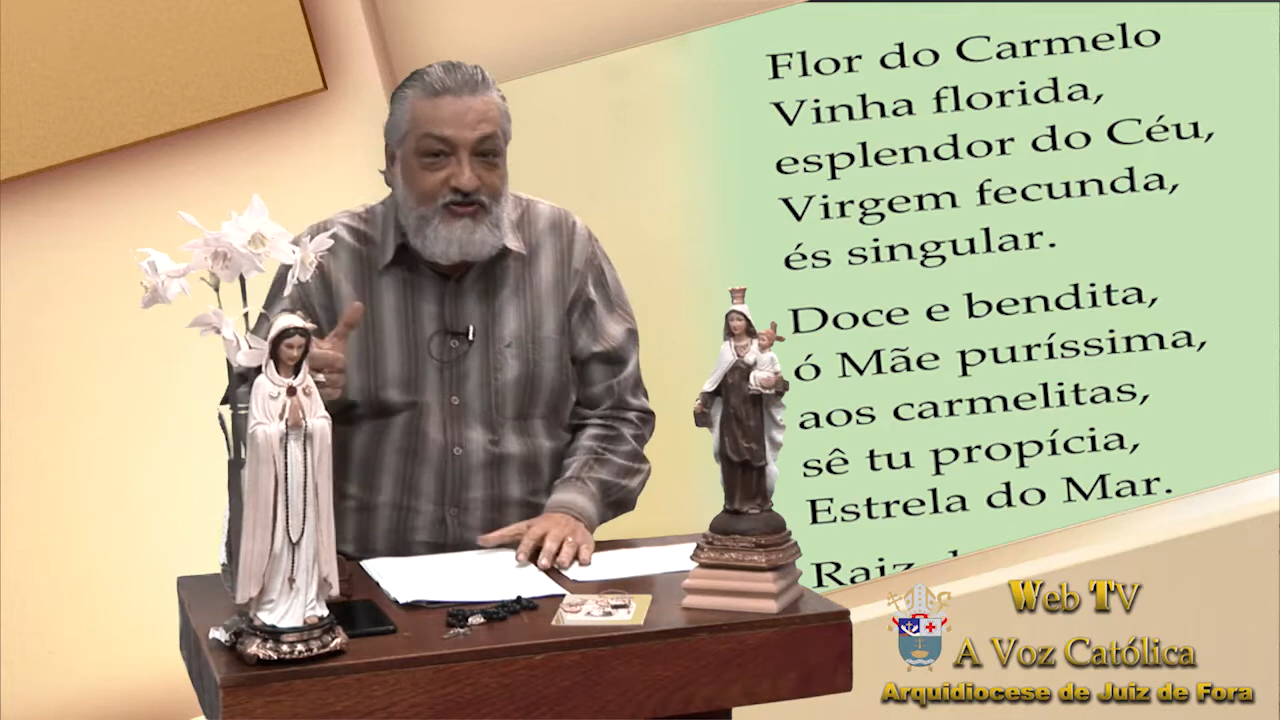 Flor do Carmelo
Vinha florida,
esplendor do Céu,
Virgem fecunda,
és singular.
Doce e bendita,
ó Mãe puríssima,
aos carmelitas,
sê tu propícia,
Estrela do Mar.
Raiz
Web TV
A Voz Católica
Arquidiocese de Juiz de Fora